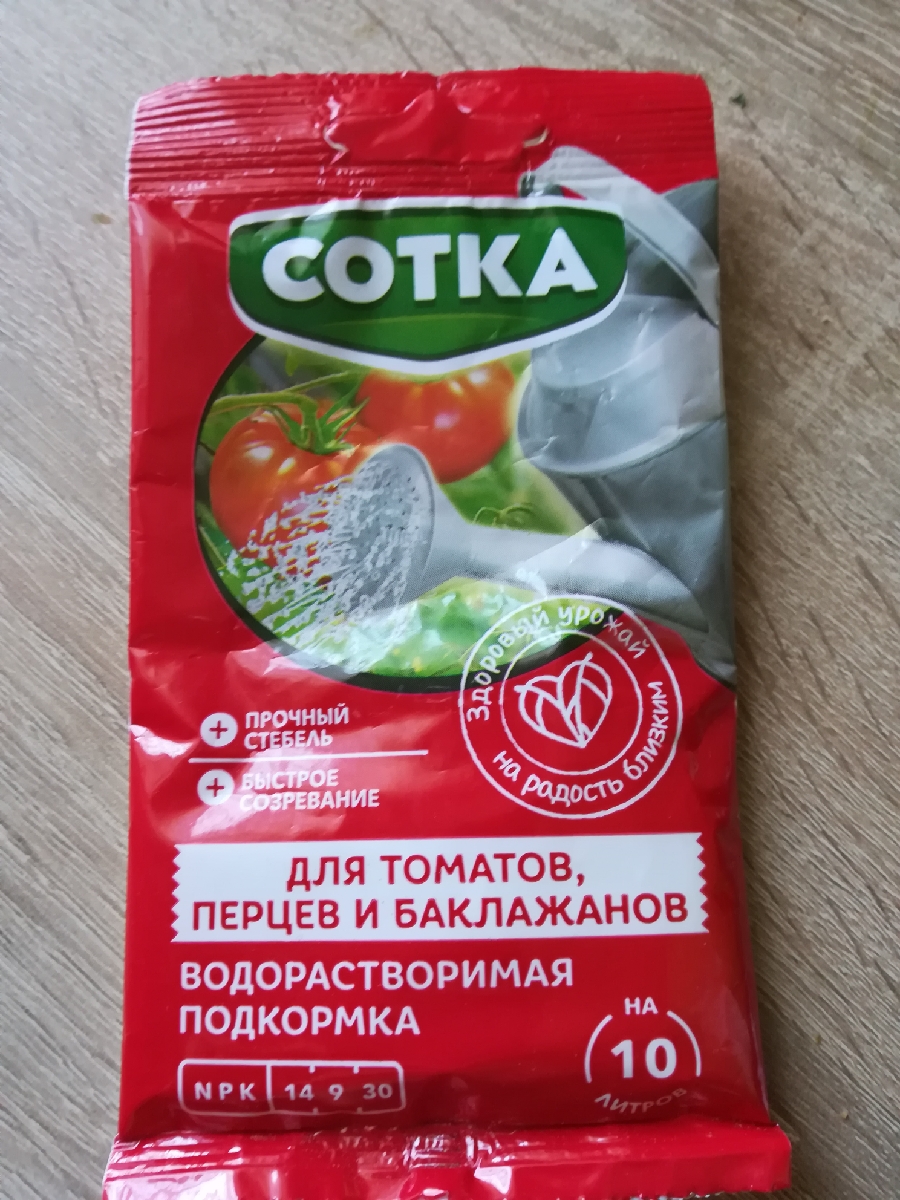 СОТКА
Здоровый урожай
на радость близким
ПРОЧНЫЙ
СТЕБЕЛЬ
БЫСТРОЕ
СОЗРЕВАНИЕ
ДЛЯ ТОМАТОВ,
ПЕРЦЕВ И БАКЛАЖАНОВ
ВОДОРАСТВОРИМАЯ
ПОДКОРМКА
НА
10
ЛИТРОВ
NPK 14 9 30